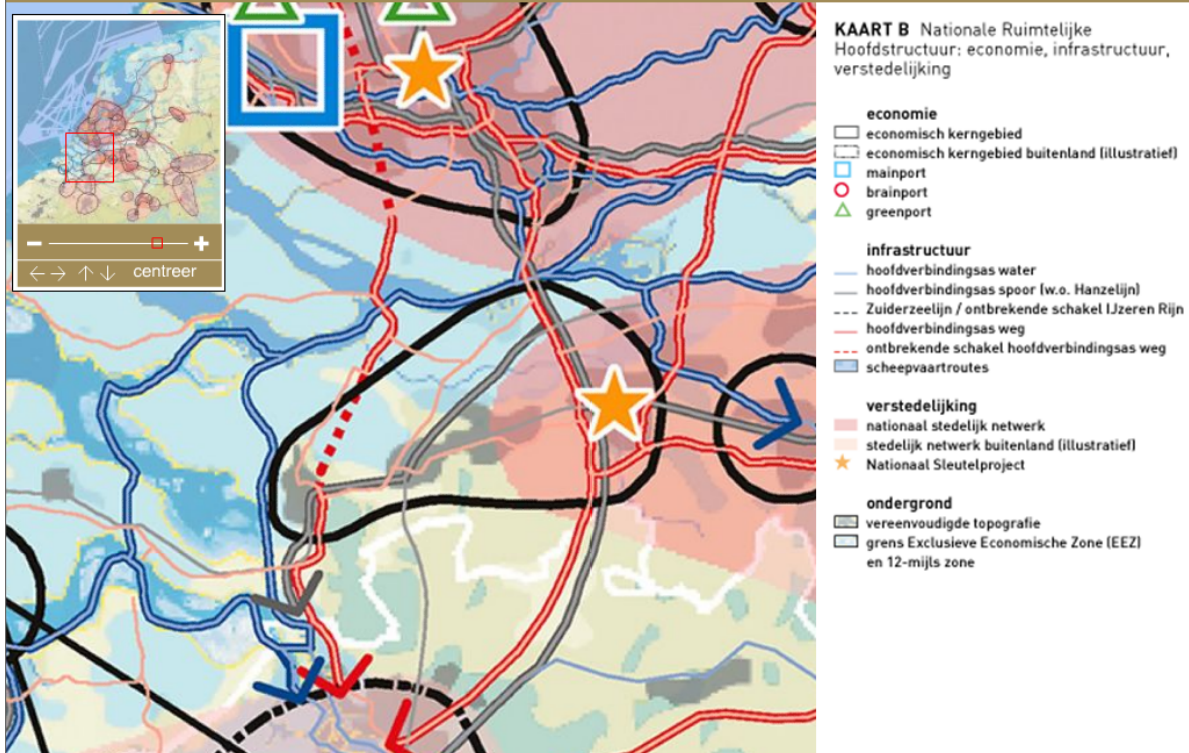 centreer
KAART B Nationale Ruimtelijke
Hoofdstructuur: economie, infrastructuur,
verstedelijking
economie
economisch kerngebied
economisch kerngebied buitenland (illustratief)
mainport
brainport
greenport
infrastructuur
hoofdverbindingsas water
hoofdverbindingsas spoor (w.o. Hanzelijn)
Zuiderzeelijn / ontbrekende schakel IJzeren Rijn
hoofdverbindingsas weg
ontbrekende schakel hoofdverbindingsas weg
scheepvaartroutes
verstedelijking
nationaal stedelijk netwerk
stedelijk netwerk buitenland (illustratief)
Nationaal Sleutelproject
ondergrond
vereenvoudigde topografie
grens Exclusieve Economische Zone (EEZ)
en 12-mijls zone